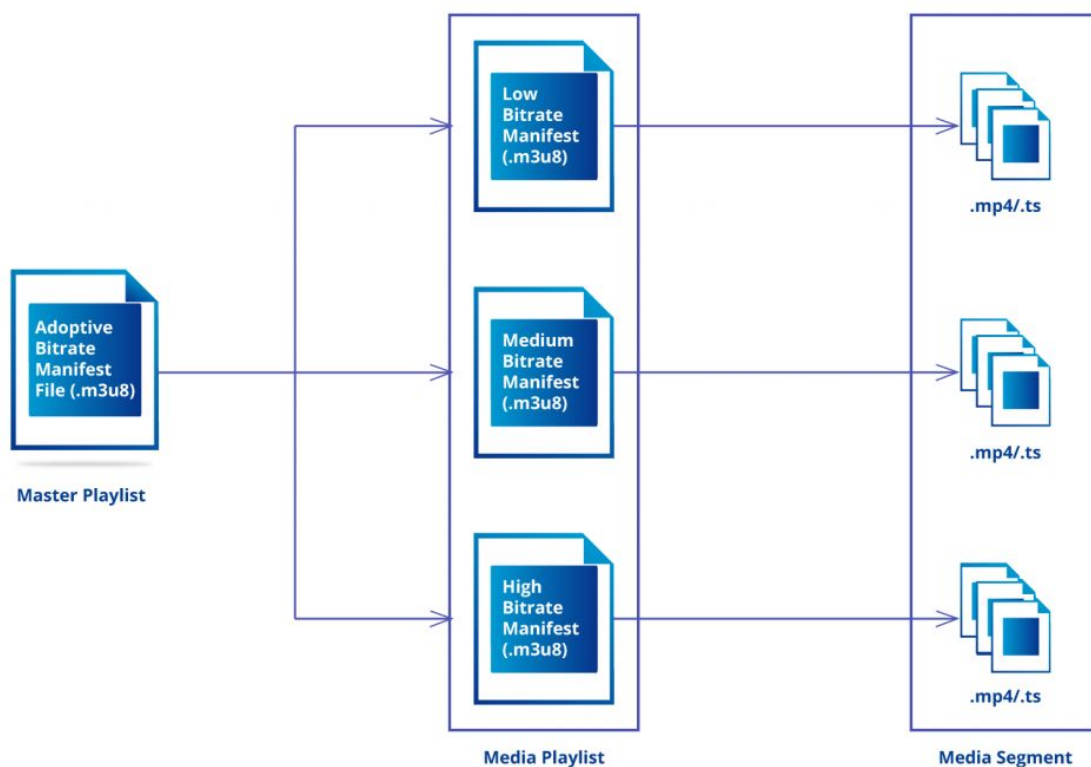 Adoptive
Bitrate
Manifest
File (.m3u8)
Master Playlist
Low
Bitrate
Manifest
(.m3u8)
Medium
Bitrate
Manifest
(.m3u8)
High
Bitrate
Manifest
(.m3u8)
Media Playlist
.mp4/.ts
.mp4/.ts
.mp4/.ts
Media Segment